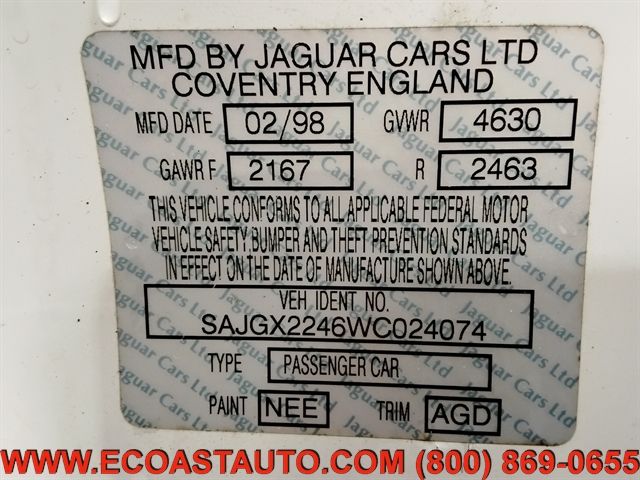 MFD BY JAGUAR CARS LTD
COVENTRY ENGLAND
MFD DATE 02/98 GVWR 4630
GAWR F 2167 R 2463
THIS VEHICLE CONFORMS TO ALL APPLICABLE FEDERAL MOTOR
VEHICLE SAFETY BUMPER AND THEFT PREVENTION STANDARDS
IN EFFECT ON THE DATE OF MANUFACTURE SHOWN ABOVE.
VEH IDENT NO.
SAJGX2246WC024074
TYPE PASSENGER CAR
PAINT NEE TRIM AGD
WWW.ECOASTAUTO.COM (800) 869-0655